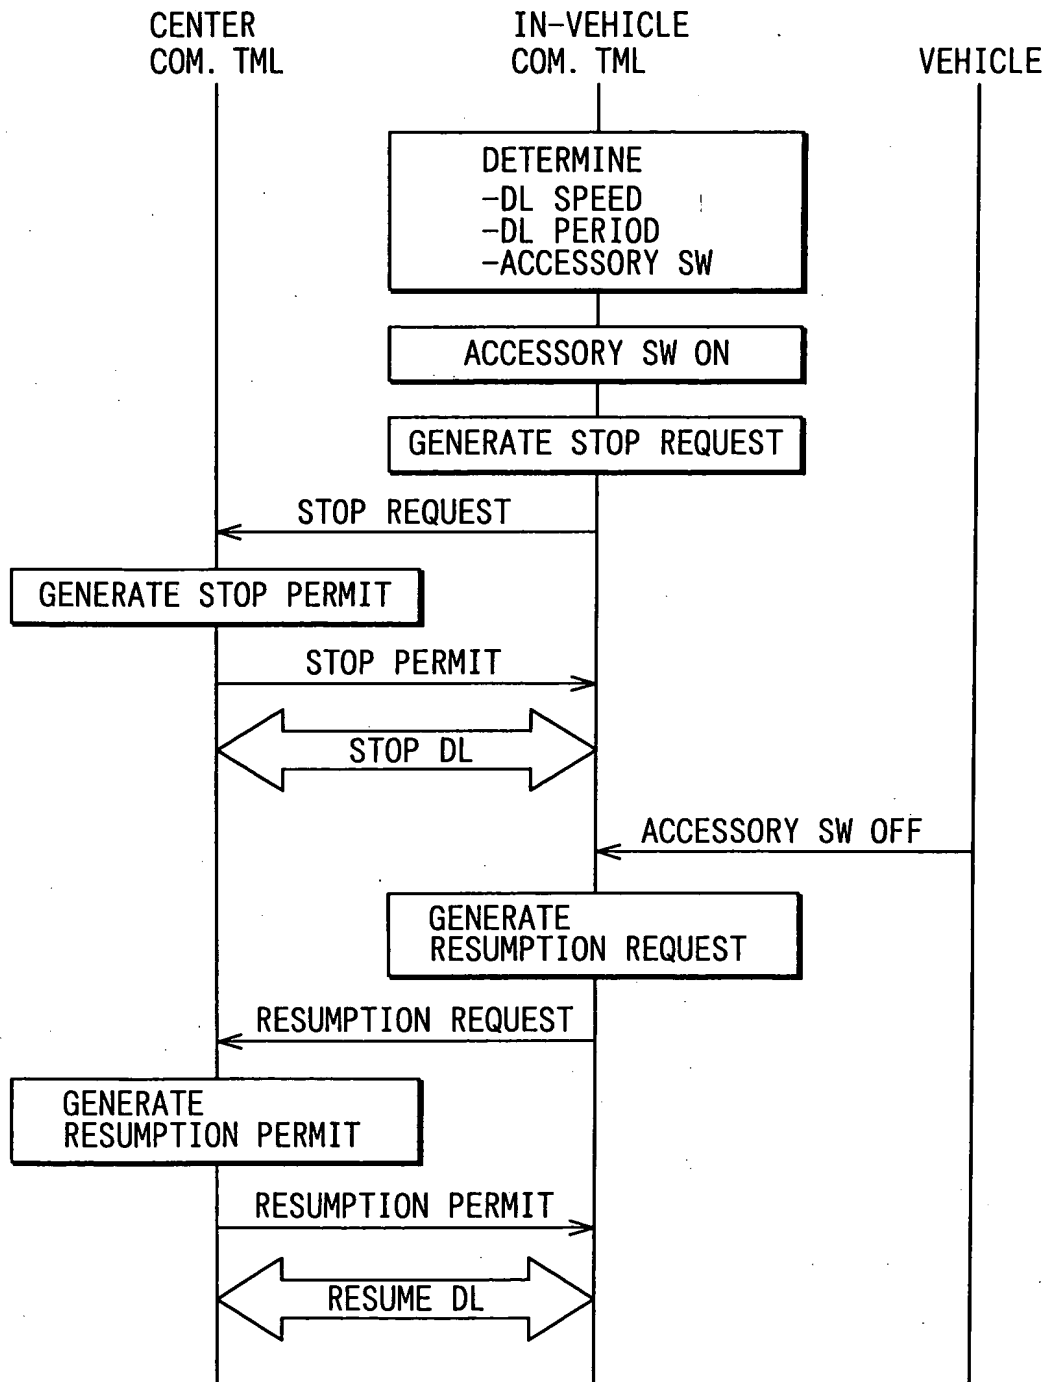 CENTER
COM. TML
IN-VEHICLE
COM. TML
VEHICLE
DETERMINE
-DL SPEED
-DL PERIOD
-ACCESSORY SW
ACCESSORY SW ON
GENERATE STOP REQUEST
STOP REQUEST
GENERATE STOP PERMIT
STOP PERMIT
STOP DL
ACCESSORY SW OFF
GENERATE
RESUMPTION REQUEST
RESUMPTION REQUEST
GENERATE
RESUMPTION PERMIT
RESUMPTION PERMIT
RESUME DL